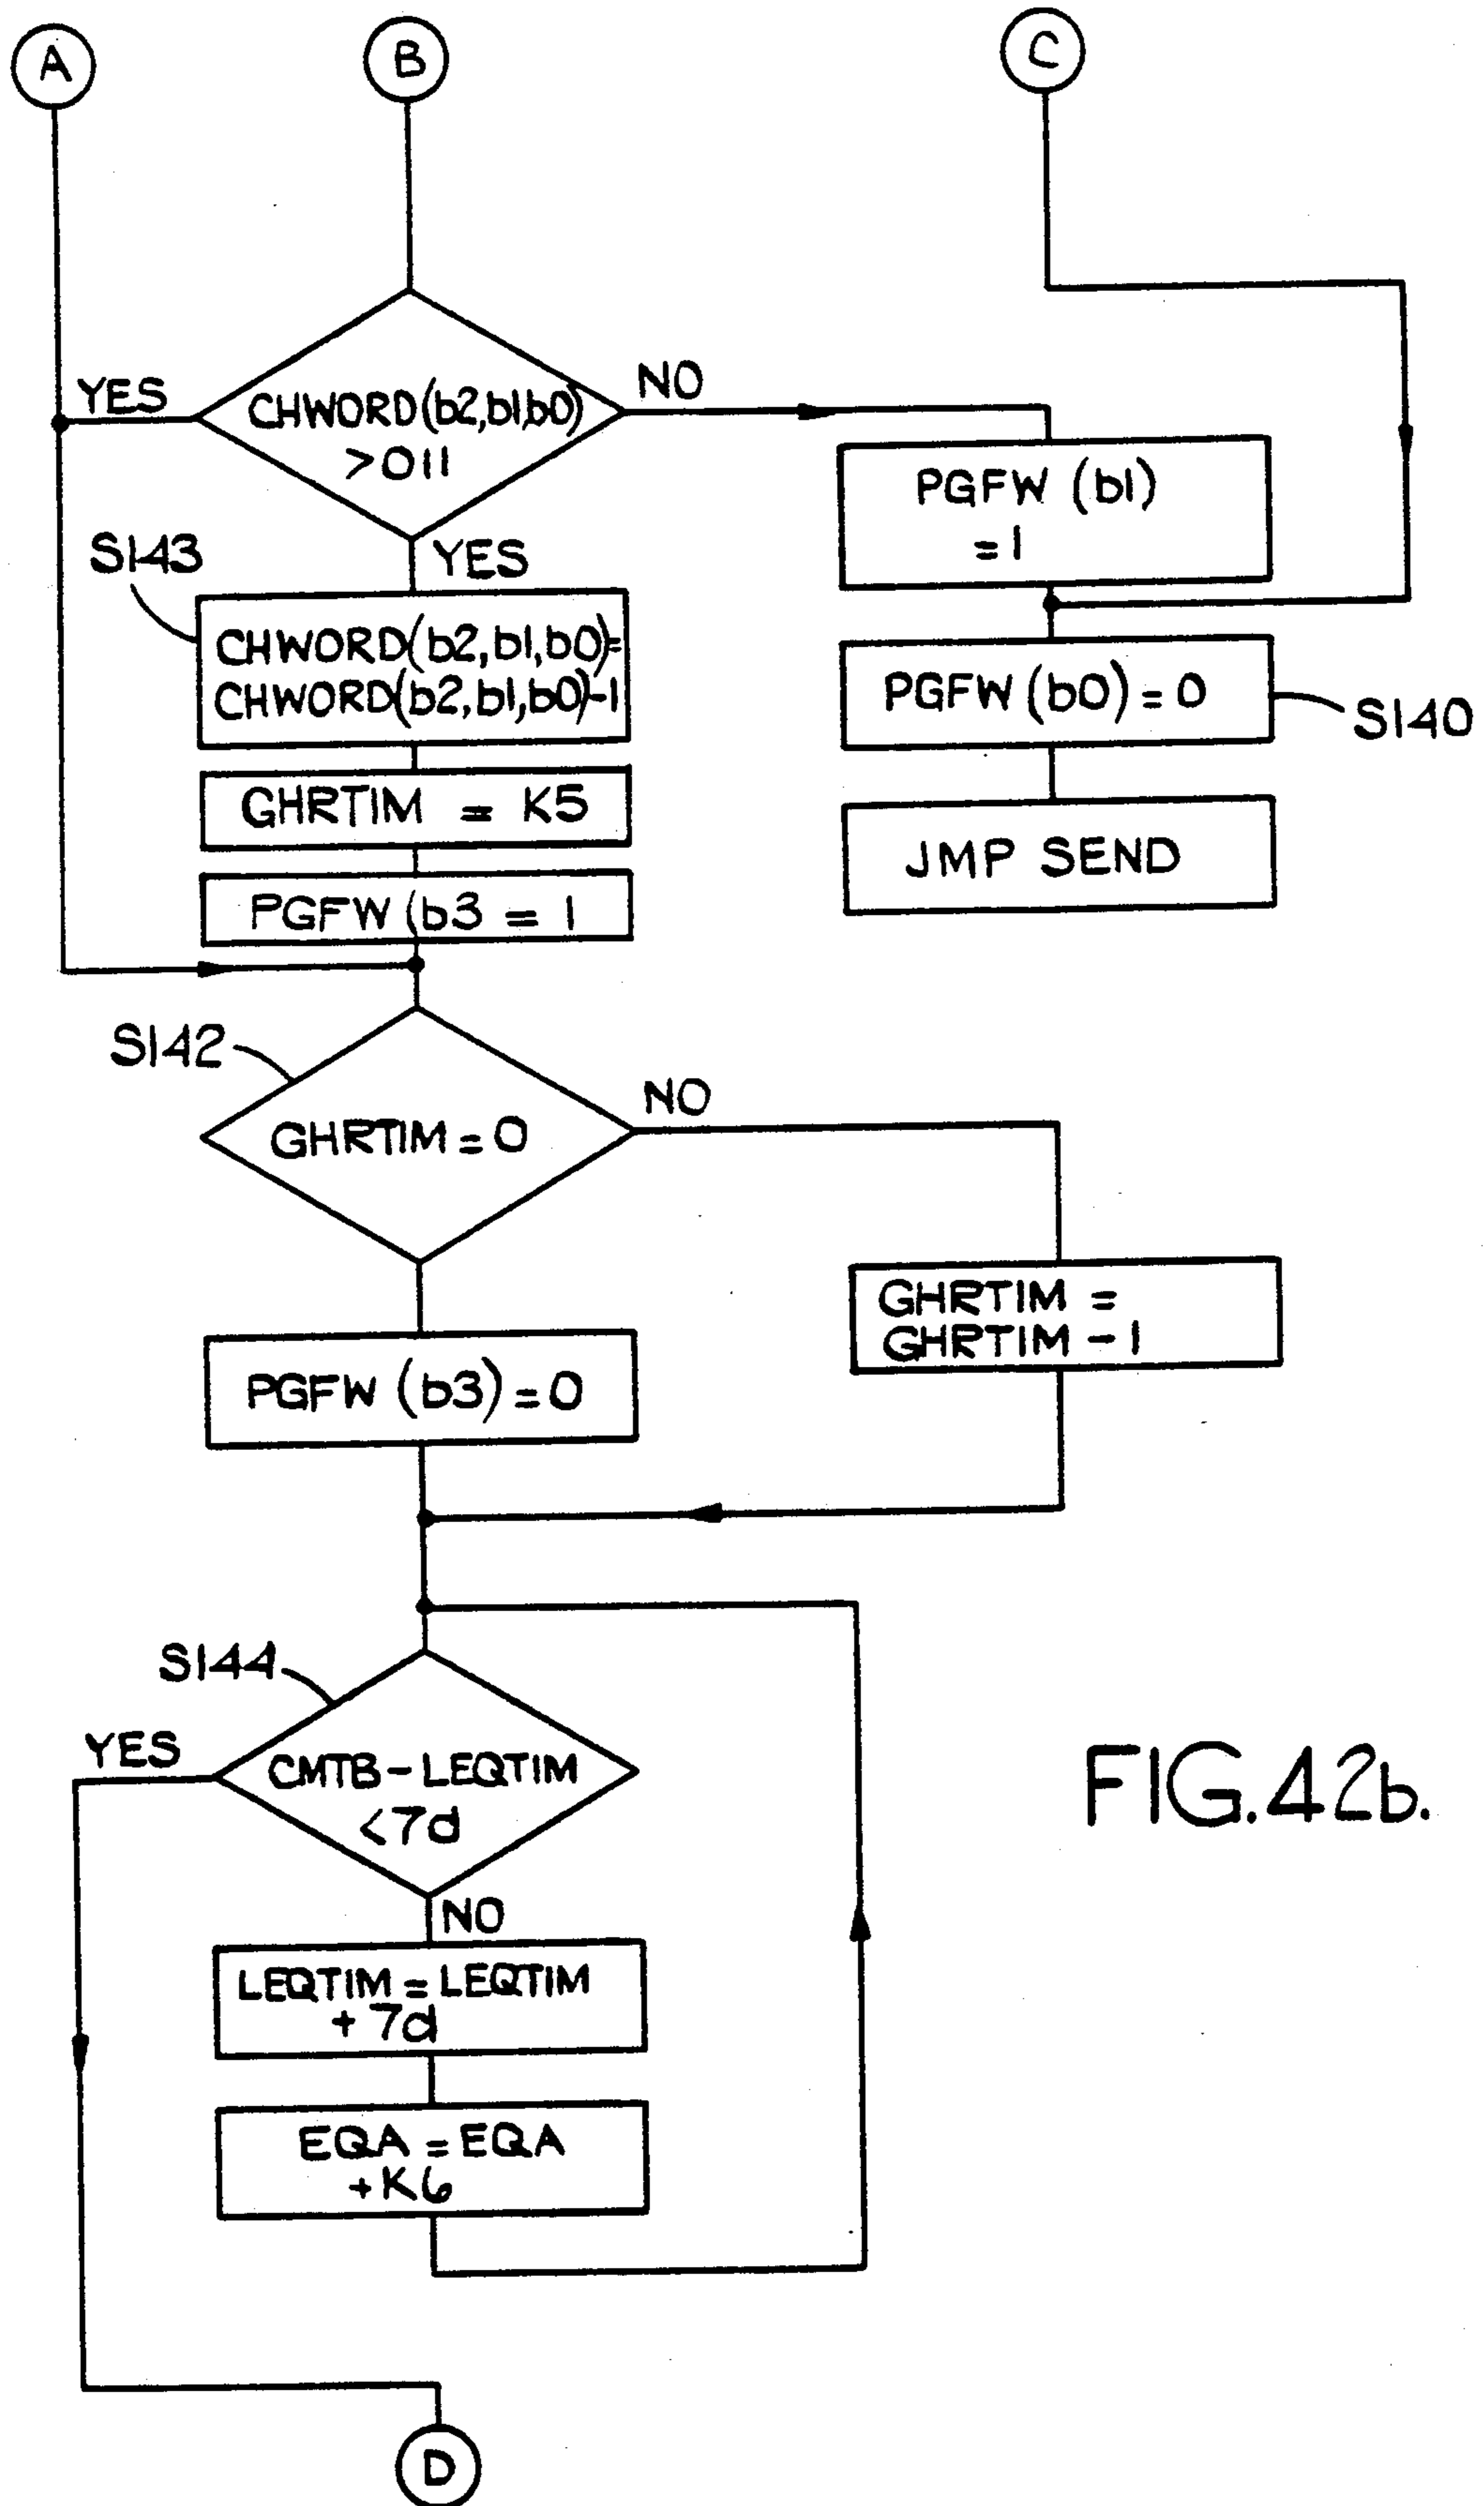 A
B
C
YES
CHWORD(b2,b1,b0)
>011
NO
PGFW (b1)
=1
S143
YES
CHWORD(b2,b1,b0)=
CHWORD(b2,b1,b0)-1
PGFW(b0)=0
S140
GHRTIM = K5
JMP SEND
PGFW (b3 = 1
S142
GHRTIM=0
NO
GHRTIM =
GHRTIM -1
PGFW (b3)=0
S144
YES
CMTB-LEQTIM
<7d
FIG.42b.
NO
LEQTIM=LEQTIM
+7d
EQA=EQA
+K6
D